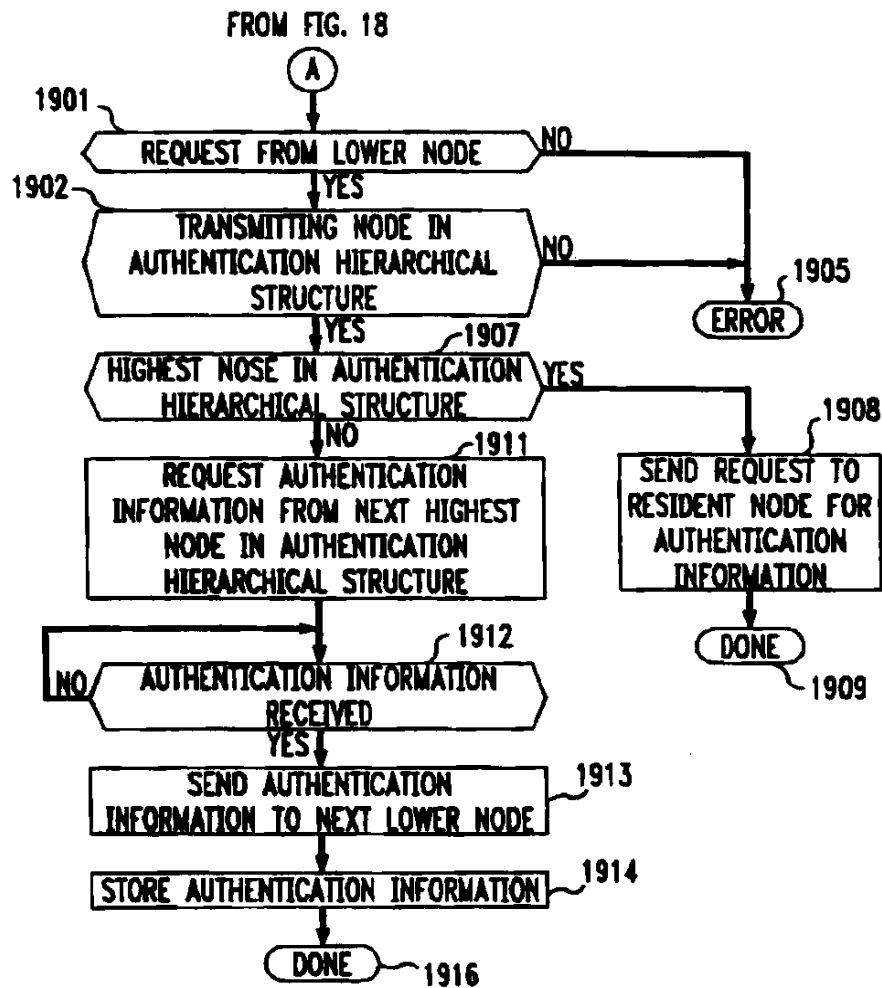 FROM FIG. 18
A
1901
REQUEST FROM LOWER NODE
NO
YES
1902
TRANSMITTING NODE IN
AUTHENTICATION HIERARCHICAL
STRUCTURE
NO
1905
ERROR
YES
1907
HIGHEST NOSE IN AUTHENTICATION
HIERARCHICAL STRUCTURE
YES
NO
1908
SEND REQUEST TO
RESIDENT NODE FOR
AUTHENTICATION
INFORMATION
DONE
1909
1911
REQUEST AUTHENTICATION
INFORMATION FROM NEXT HIGHEST
NODE IN AUTHENTICATION
HIERARCHICAL STRUCTURE
1912
NO
AUTHENTICATION INFORMATION
RECEIVED
YES
SEND AUTHENTICATION
INFORMATION TO NEXT LOWER NODE
1913
STORE AUTHENTICATION INFORMATION
1914
DONE
1916